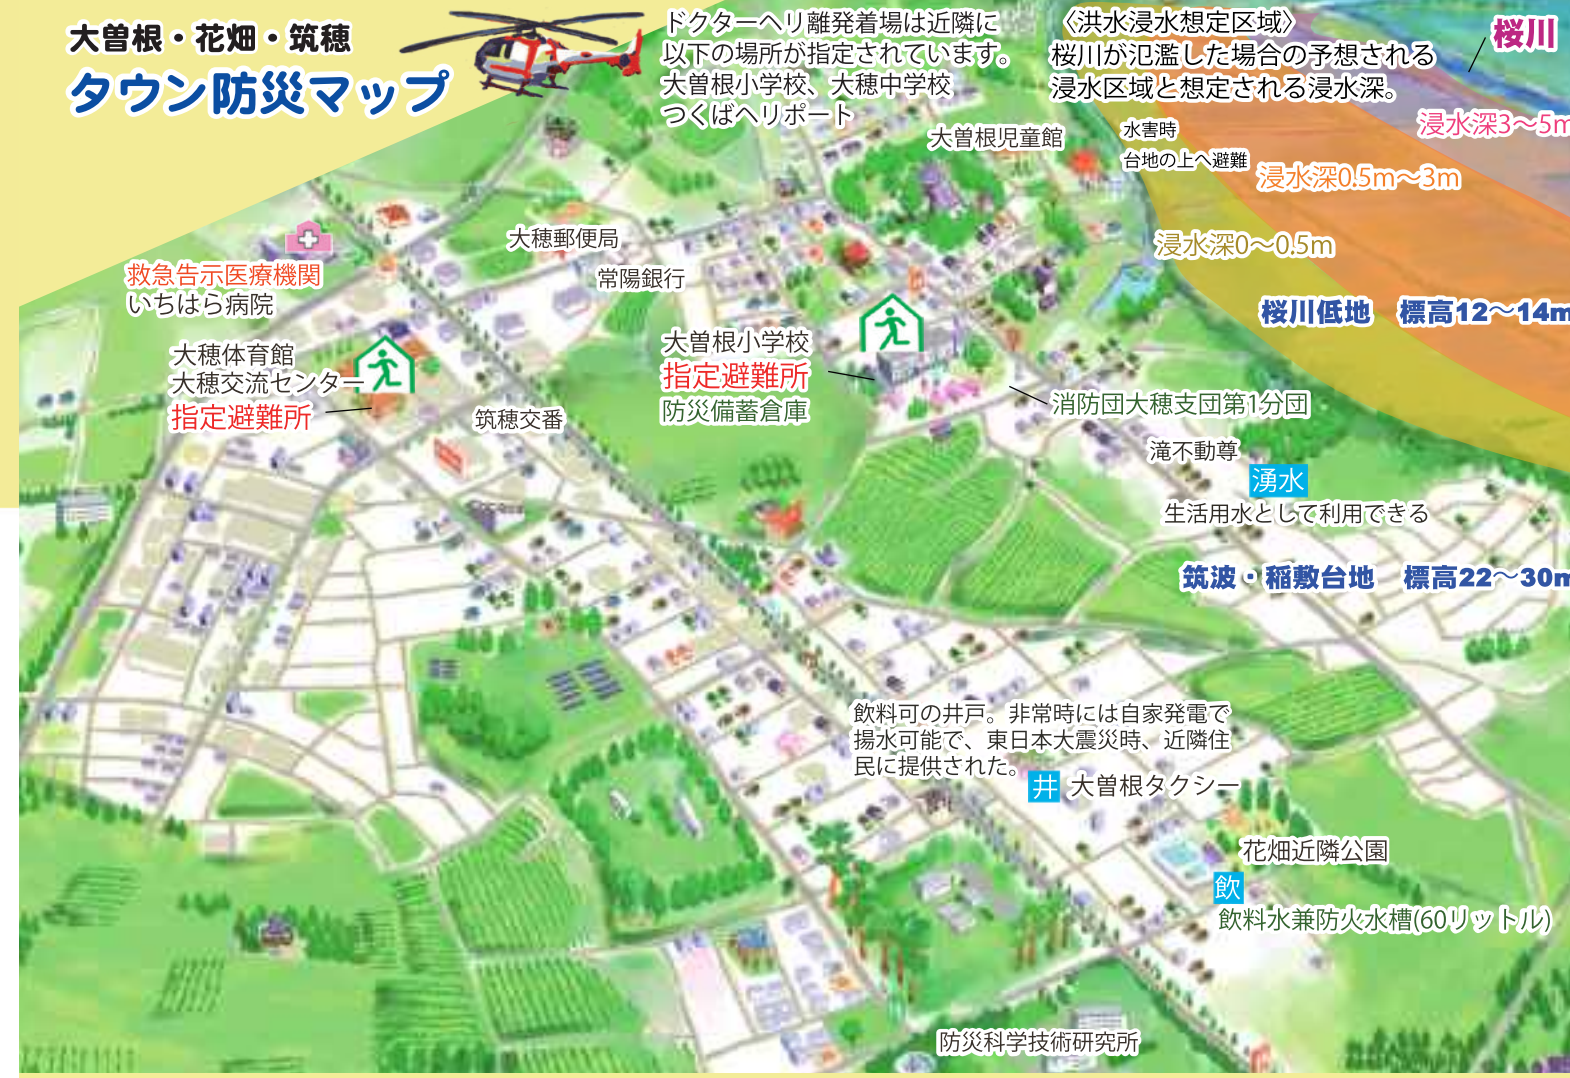 大曽根・花畑・筑穂
タウン防災マップ
ドクターヘリ離発着場は近隣に
以下の場所が指定されています。
大曽根小学校、大穂中学校
つくばヘリポート
〈洪水浸水想定区域〉
桜川が氾濫した場合の予想される
浸水区域と想定される浸水深。
桜川
浸水深3～5m
水害時
台地の上へ避難
浸水深0.5m～3m
浸水深0～0.5m
大曽根児童館
大穂郵便局
常陽銀行
救急告示医療機関
いちはら病院
桜川低地　標高12～14m
大穂体育館
大穂交流センター
指定避難所
大曽根小学校
指定避難所
防災備蓄倉庫
筑穂交番
消防団大穂支団第1分団
滝不動尊
湧水
生活用水として利用できる
筑波・稲敷台地　標高22～30m
飲料可の井戸。非常時には自家発電で
揚水可能で、東日本大震災時、近隣住
民に提供された。
井 大曽根タクシー
花畑近隣公園
飲
飲料水兼防火水槽(60リットル)
防災科学技術研究所